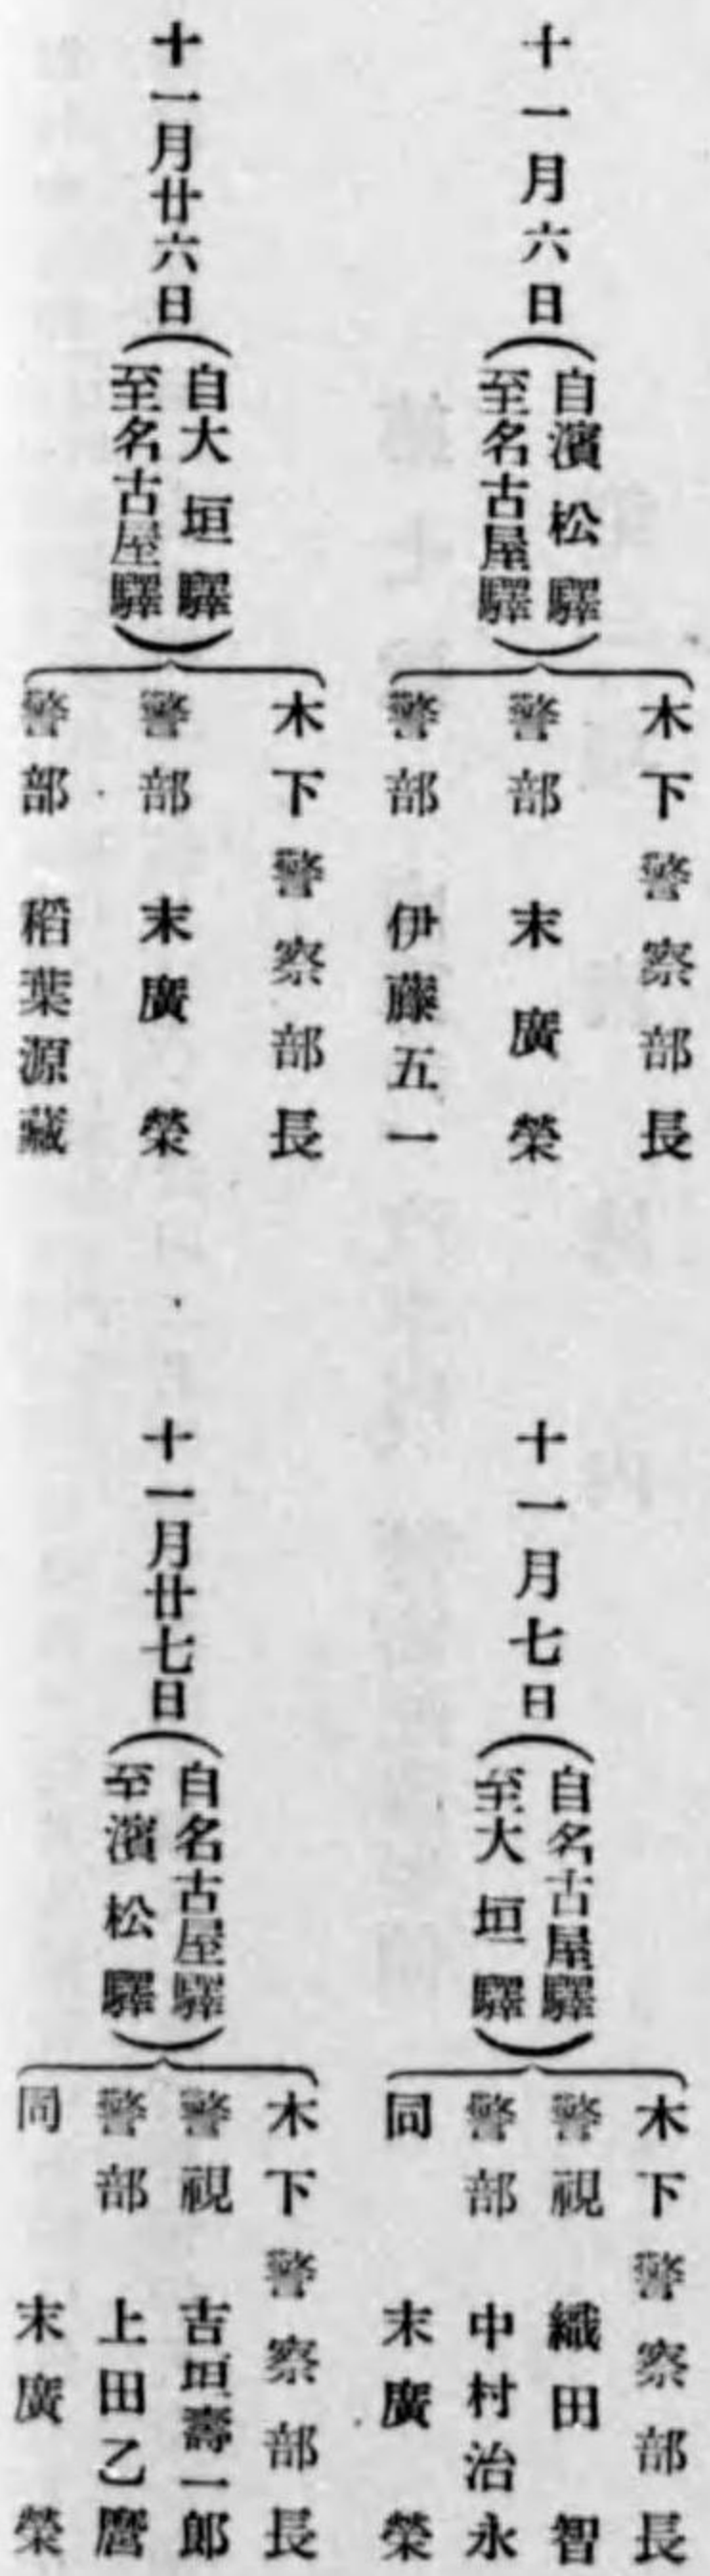 十一月六日
(自濱松驛
至名古屋驛)
木下警察部長
警部 末廣榮
警部 伊藤五一
十一月廿六日
(自大垣驛
至名古屋驛)
木下警察部長
警部 末廣榮
警部 稻葉源藏
十一月七日
(自名古屋驛
至大垣驛)
木下警察部長
警視 織田智
警部 中村治永
同 末廣榮
十一月廿七日
(自名古屋驛
至濱松驛)
木下警察部長
警視 吉垣壽一郎
警部 上田乙麿
同 末廣榮